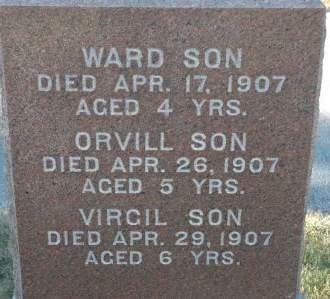 WARD SON
DIED APR. 17, 1907
AGED 4 YRS.
ORVILL SON
DIED APR. 26, 1907
AGED 5 YRS.
VIRGIL SON
DIED APR. 29, 1907
AGED 6 YRS.